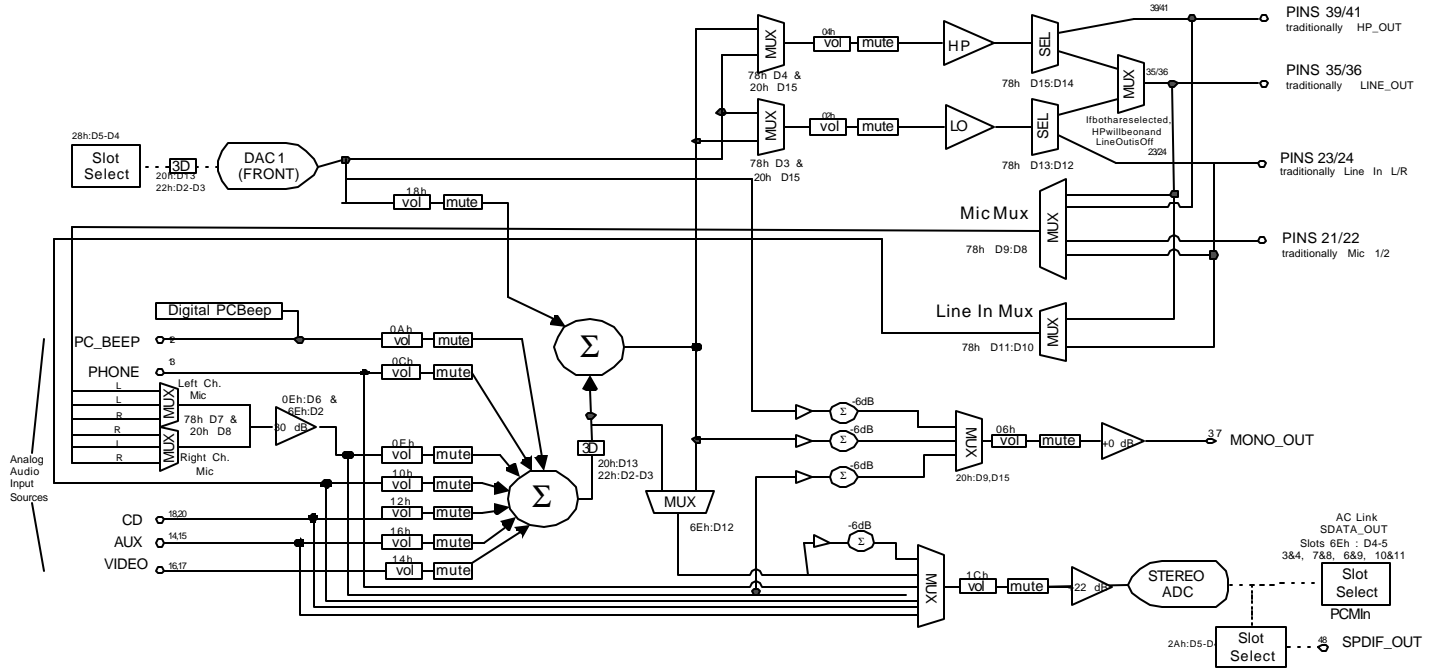 39/41
PINS 39/41
traditionally HP_OUT
MUX
04h
vol
mute
HP
SEL
78h D4 &
20h D15
78h D15:D14
MUX
35/36
PINS 35/36
traditionally LINE_OUT
MUX
02h
vol
mute
LO
SEL
Ifbothareselected,
HPwillbeonand
LineOutisOff
78h D3 &
20h D15
78h D13:D12
23/24
PINS 23/24
traditionally Line In L/R
28h:D5-D4
Slot
Select
3D
20h:D13
22h:D2-D3
DAC1
(FRONT)
18h
vol
mute
Mic Mux
78h D9:D8
MUX
PINS 21/22
traditionally Mic 1/2
Line In Mux
78h D11:D10
MUX
Digital PCBeep
PC_BEEP
2
0Ah
vol
mute
Σ
PHONE
13
0Ch
vol
mute
L
L
R
R
L
R
MUX
MUX
Left Ch.
Mic
78h D7 &
20h D8
Right Ch.
Mic
0Eh:D6 &
6Eh:D2
30 dB
0Eh
vol
mute
10h
vol
mute
12h
vol
mute
16h
vol
mute
14h
vol
mute
Σ
3D
20h:D13
22h:D2-D3
MUX
6Eh:D12
Analog
Audio
Input
Sources
CD
18,20
AUX
14,15
VIDEO
16,17
Σ
-6dB
Σ
-6dB
Σ
-6dB
MUX
20h:D9,D15
06h
vol
mute
+0 dB
37
MONO_OUT
-6dB
Σ
MUX
1Ch
vol
mute
22 dB
STEREO
ADC
AC Link
SDATA_OUT
Slots 6Eh : D4-5
3&4, 7&8, 6&9, 10&11
Slot
Select
PCMIn
2Ah:D5-D
Slot
Select
48
SPDIF_OUT